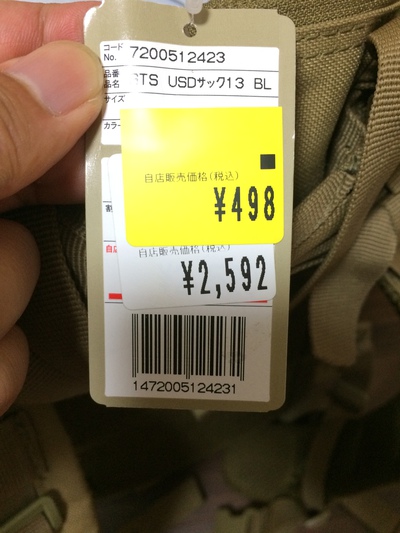 コード
No. 7200512423
品番
品名 STS USDサック13 BL
サイズ
カラー
自店販売価格(税込)
¥498
自店販売価格(税込)
¥2,592
1472005124231